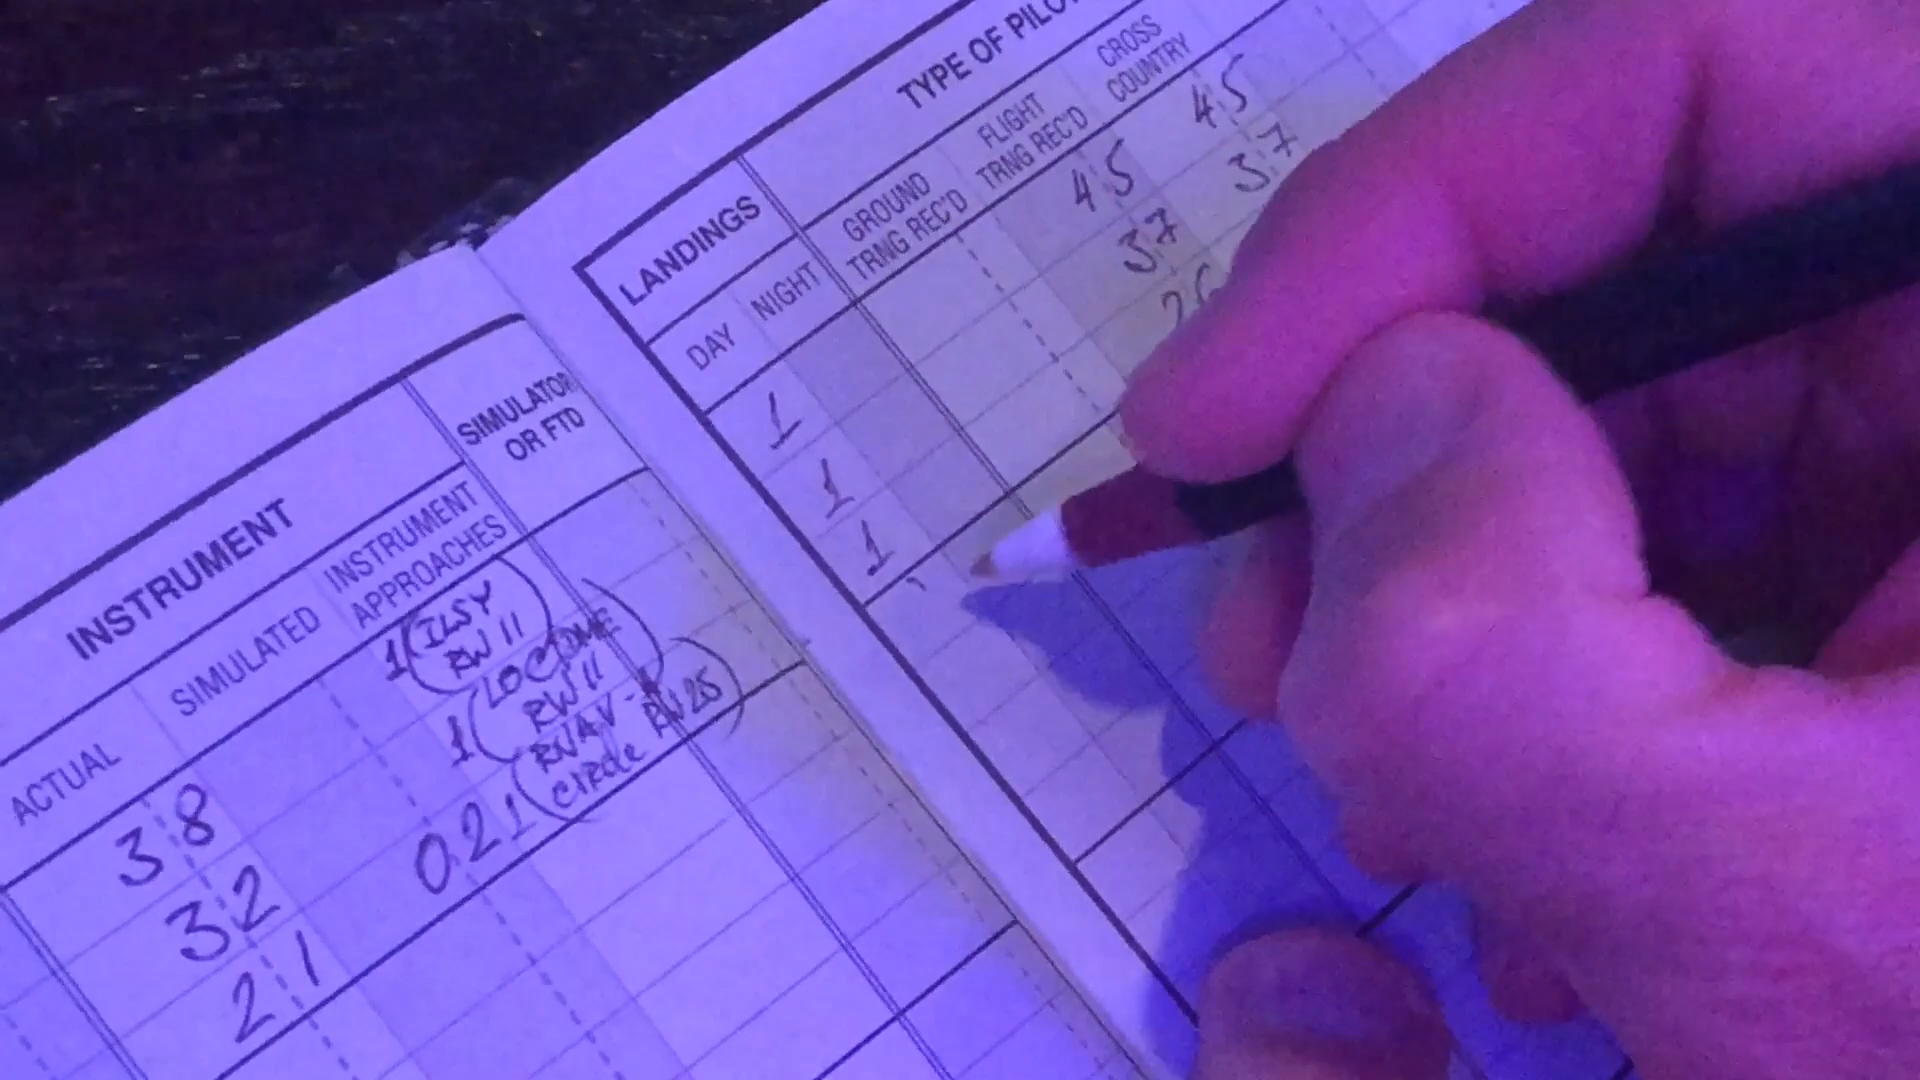 INSTRUMENT
ACTUAL
SIMULATED
INSTRUMENT
APPROACHES
SIMULATOR
OR FTD
3 8
1 (ILSY
RW 11)
3 2
1 (LOC/DME
RW 11)
2 1
0 2
1 (RNAV-
circle RW 25)
LANDINGS
DAY
NIGHT
TYPE OF
GROUND
TRNG REC'D
FLIGHT
TRNG REC'D
CROSS
COUNTRY
1
4 5
4 5
1
3 7
3 7
1